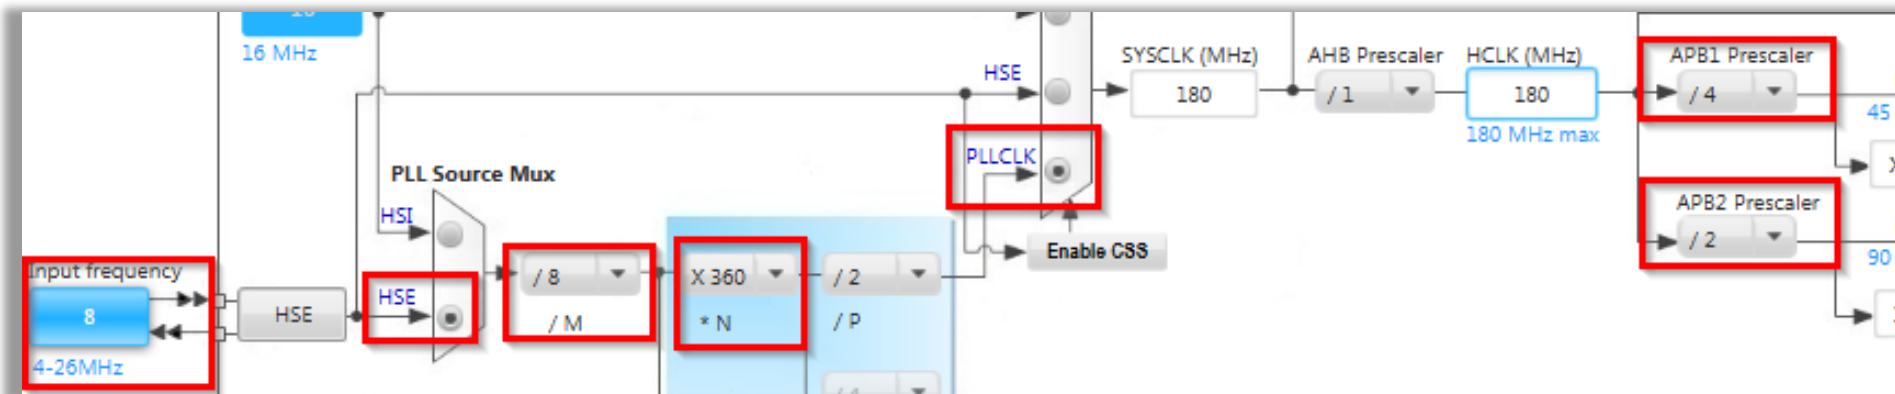 16 MHz
SYSCLK (MHz)
AHB Prescaler
HCLK (MHz)
APB1 Prescaler
HSE
180
/ 1
180
/ 4
180 MHz max
45
PLLCLK
X
PLL Source Mux
APB2 Prescaler
HSI
/ 2
Enable CSS
90
Input frequency
HSE
/ 8
X 360
/ 2
8
HSE
/ M
* N
/ P
4-26MHz